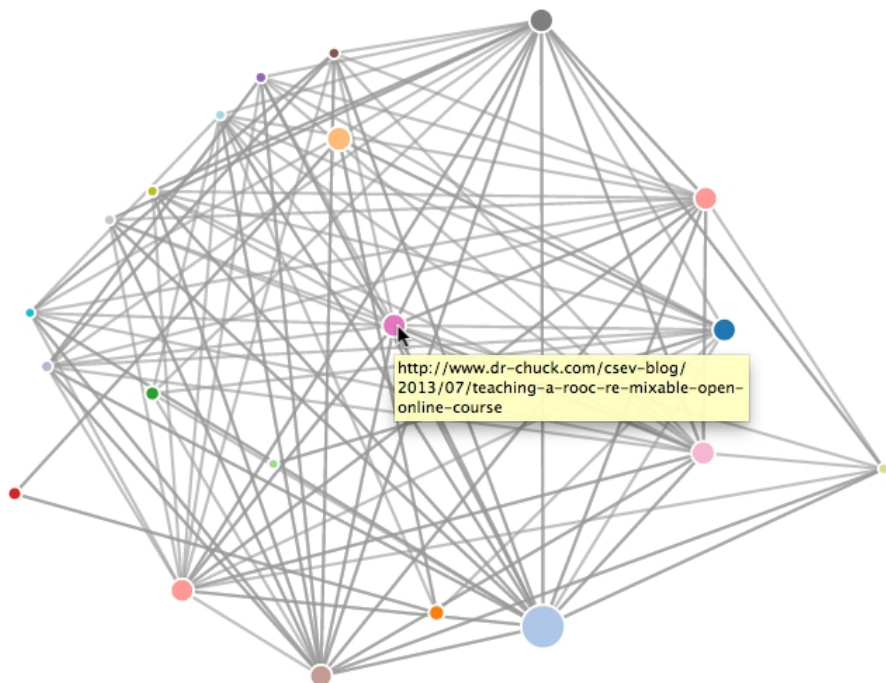 http://www.dr-chuck.com/csev-blog/
2013/07/teaching-a-rooc-re-mixable-open-
online-course